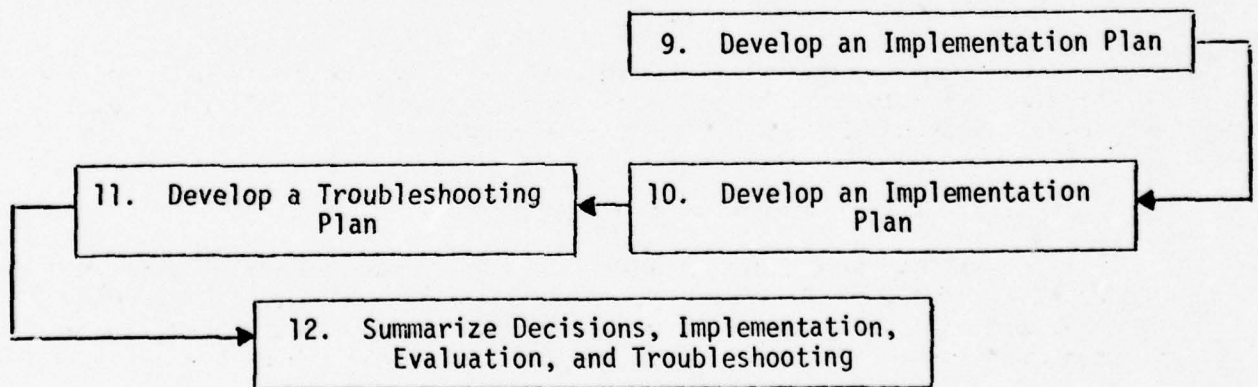 9. Develop an Implementation Plan
10. Develop an Implementation
Plan
11. Develop a Troubleshooting
Plan
12. Summarize Decisions, Implementation,
Evaluation, and Troubleshooting